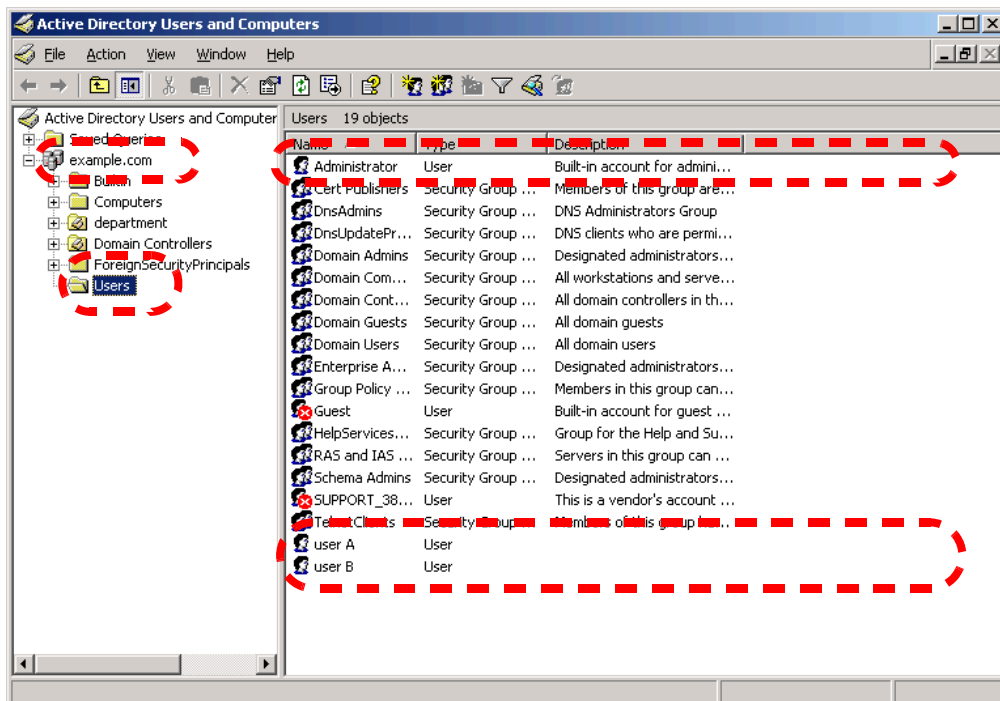 Active Directory Users and Computers
File Action View Window Help
Active Directory Users and Computer
Saved Queries
example.com
Builtin
Computers
department
Domain Controllers
ForeignSecurityPrincipals
Users
Users 19 objects
Name Type Description
Administrator User Built-in account for admini...
Cert Publishers Security Group ... Members of this group are...
DnsAdmins Security Group ... DNS Administrators Group
DnsUpdatePr... Security Group ... DNS clients who are permi...
Domain Admins Security Group ... Designated administrators...
Domain Com... Security Group ... All workstations and serve...
Domain Cont... Security Group ... All domain controllers in th...
Domain Guests Security Group ... All domain guests
Domain Users Security Group ... All domain users
Enterprise A... Security Group ... Designated administrators...
Group Policy ... Security Group ... Members in this group can...
Guest User Built-in account for guest ...
HelpServices... Security Group ... Group for the Help and Su...
RAS and IAS ... Security Group ... Servers in this group can ...
Schema Admins Security Group ... Designated administrators...
SUPPORT_38... User This is a vendor's account ...
TelnetClients Security Group ... Members of this group ha...
user A User
user B User